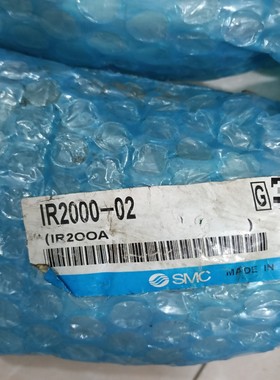 IR2000-02
G
(IR200A
SMC
MADE IN